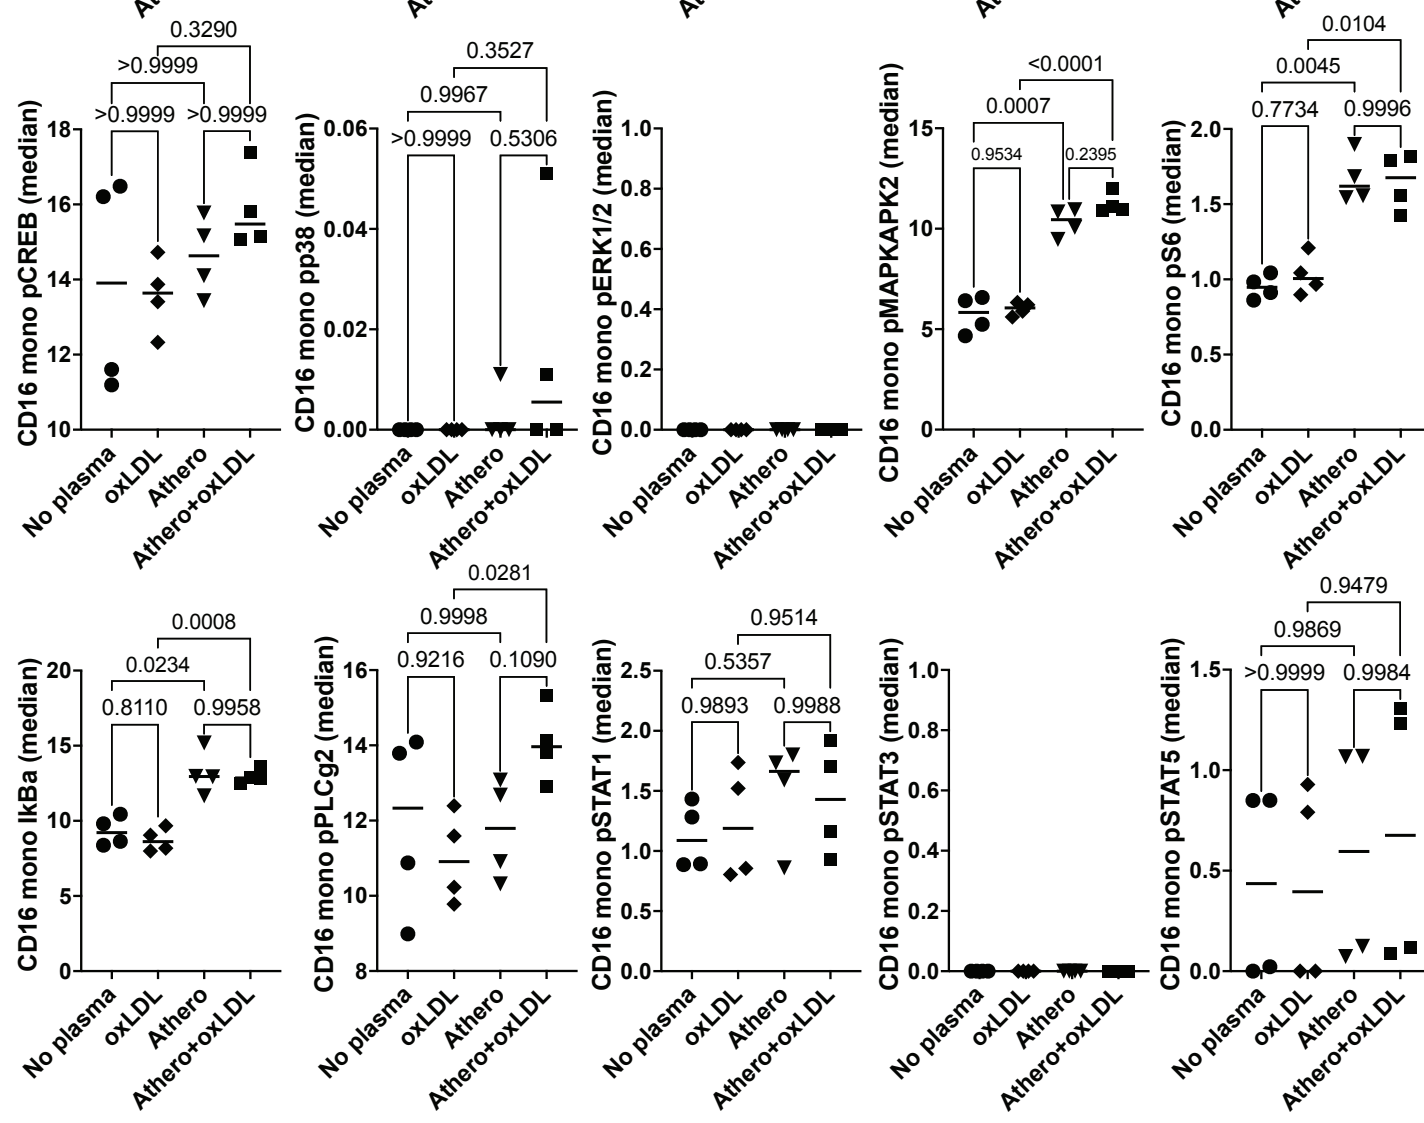 At At At At At
0.3290
>0.9999
>0.9999 >0.9999
CD16 mono pCREB (median)
18
16
14
12
10
No plasma
oxLDL
Athero
Athero+oxLDL
0.3527
0.9967
>0.9999 0.5306
CD16 mono pp38 (median)
0.06
0.04
0.02
0.00
No plasma
oxLDL
Athero
Athero+oxLDL
CD16 mono pERK1/2 (median)
1.0
0.8
0.6
0.4
0.2
0.0
No plasma
oxLDL
Athero
Athero+oxLDL
<0.0001
0.0007
0.9534 0.2395
CD16 mono pMAPKAPK2 (median)
15
10
5
0
No plasma
oxLDL
Athero
Athero+oxLDL
0.0104
0.0045
0.7734 0.9996
CD16 mono pS6 (median)
2.0
1.5
1.0
0.5
0.0
No plasma
oxLDL
Athero
Athero+oxLDL
0.0008
0.0234
0.8110 0.9958
CD16 mono IkBa (median)
20
15
10
5
0
No plasma
oxLDL
Athero
Athero+oxLDL
0.0281
0.9998
0.9216 0.1090
CD16 mono pPLCg2 (median)
16
14
12
10
8
No plasma
oxLDL
Athero
Athero+oxLDL
0.9514
0.5357
0.9893 0.9988
CD16 mono pSTAT1 (median)
2.5
2.0
1.5
1.0
0.5
0.0
No plasma
oxLDL
Athero
Athero+oxLDL
CD16 mono pSTAT3 (median)
1.0
0.8
0.6
0.4
0.2
0.0
No plasma
oxLDL
Athero
Athero+oxLDL
0.9479
0.9869
>0.9999 0.9984
CD16 mono pSTAT5 (median)
1.5
1.0
0.5
0.0
No plasma
oxLDL
Athero
Athero+oxLDL